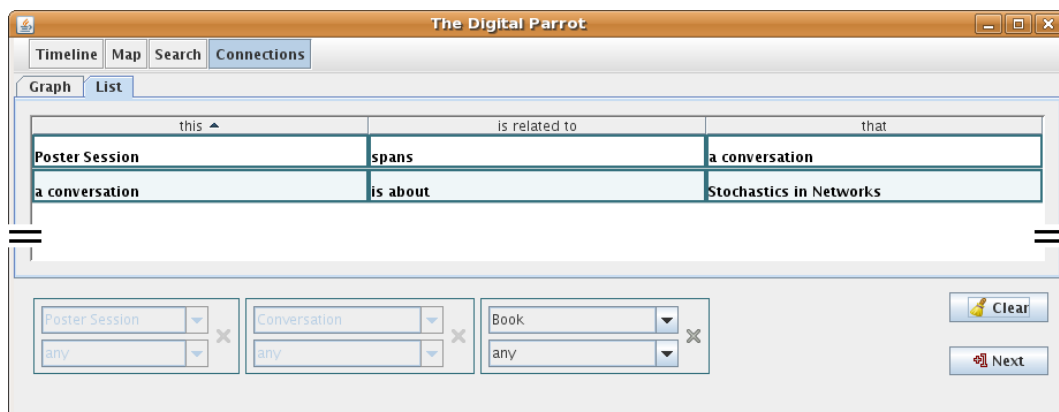 The Digital Parrot
Timeline Map Search Connections
Graph List
this is related to that
Poster Session spans a conversation
a conversation is about Stochastics in Networks
Poster Session Conversation Book
any any any
Clear
Next